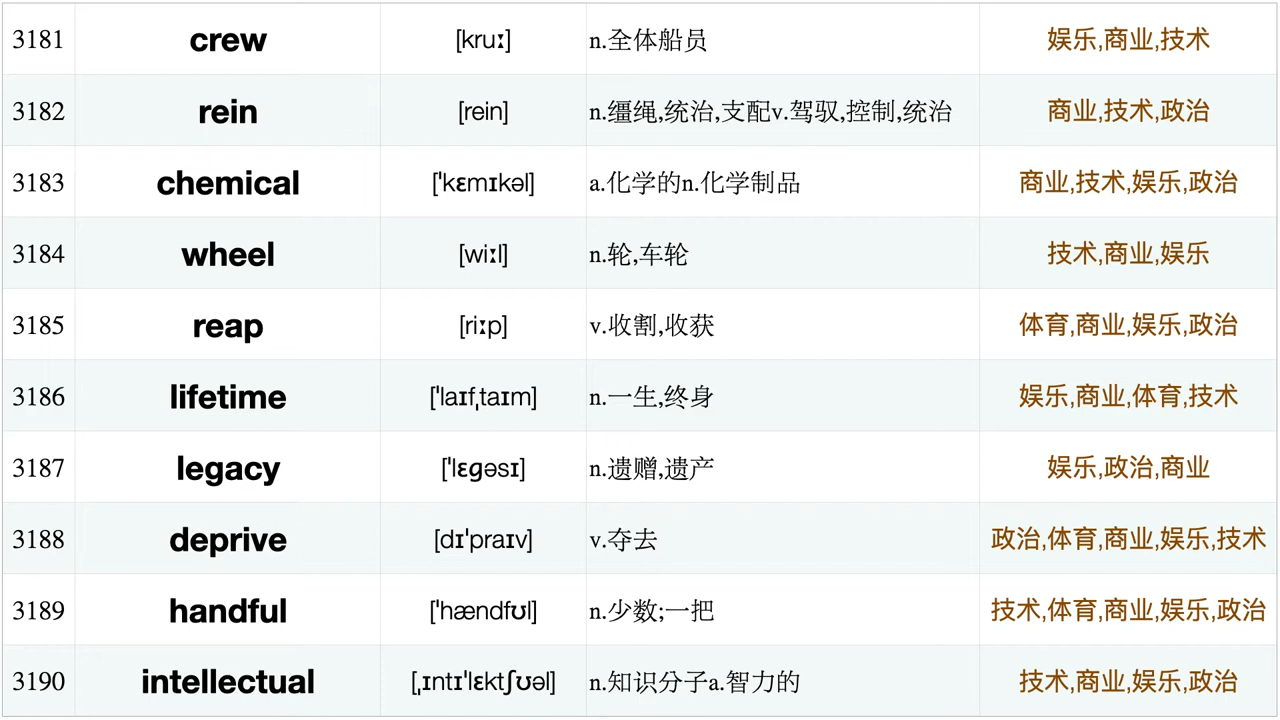 3181 crew [kruː] n.全体船员 娱乐,商业,技术
3182 rein [rein] n.缰绳,统治,支配v.驾驭,控制,统治 商业,技术,政治
3183 chemical [ˈkɛmɪkəl] a.化学的n.化学制品 商业,技术,娱乐,政治
3184 wheel [wiːl] n.轮,车轮 技术,商业,娱乐
3185 reap [riːp] v.收割,收获 体育,商业,娱乐,政治
3186 lifetime [ˈlaɪfˌtaɪm] n.一生,终身 娱乐,商业,体育,技术
3187 legacy [ˈlɛɡəsɪ] n.遗赠,遗产 娱乐,政治,商业
3188 deprive [dɪˈpraɪv] v.夺去 政治,体育,商业,娱乐,技术
3189 handful [ˈhændfʊl] n.少数;一把 技术,体育,商业,娱乐,政治
3190 intellectual [ˌɪntɪˈlɛktʃʊəl] n.知识分子a.智力的 技术,商业,娱乐,政治